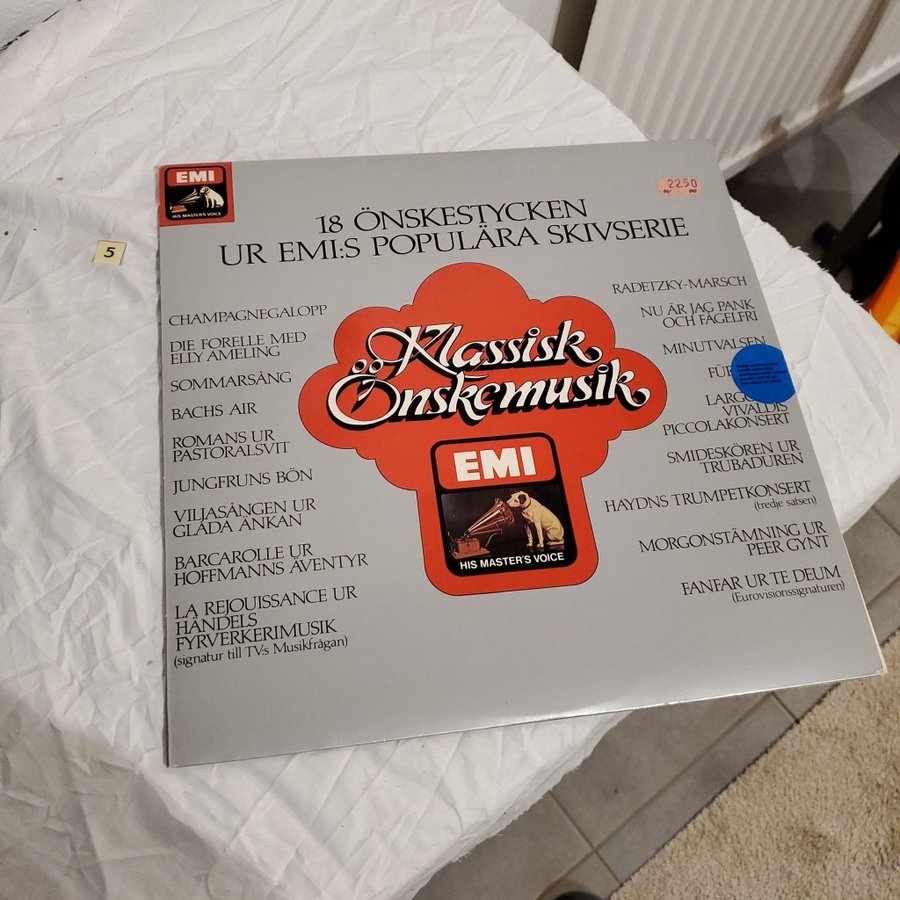 EMI
HIS MASTER'S VOICE
2250
5
18 ÖNSKESTYCKEN
UR EMI:S POPULÄRA SKIVSERIE
CHAMPAGNEGALOPP
DIE FORELLE MED
ELLY AMELING
SOMMARSÅNG
BACHS AIR
ROMANS UR
PASTORALSVIT
JUNGFRUNS BÖN
VILJASÅNGEN UR
GLADA ÄNKAN
BARCAROLLE UR
HOFFMANNS ÄVENTYR
LA REJOUISSANCE UR
HÄNDELS
FYRVERKERIMUSIK
(signatur till TV:s Musikfrågan)
Klassisk
Önskemusik
EMI
HIS MASTER'S VOICE
RADETZKY-MARSCH
NU ÄR JAG PANK
OCH FÅGELFRI
MINUTVALSEN
VIVALDIS
PICCOLAKONSERT
SMIDESKÖREN UR
TRUBADUREN
HAYDNS TRUMPETKONSERT
(tredje satsen)
MORGONSTÄMNING UR
PEER GYNT
FANFAR UR TE DEUM
(Eurovisionssignaturen)